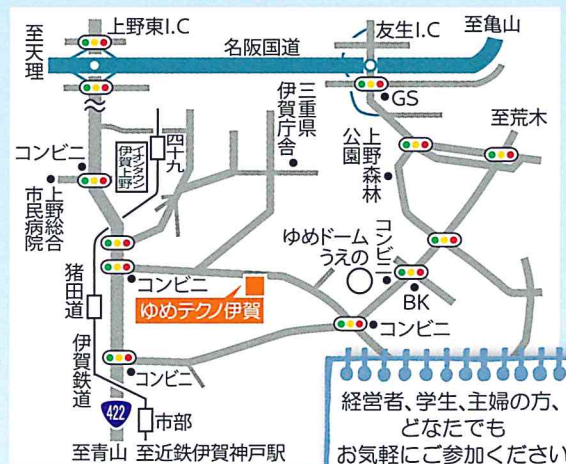 上野東I.C
友生I.C
至亀山
至天理
名阪国道
GS
至荒木
三重県
伊賀庁舎
四十九
イオンタウン
伊賀上野
コンビニ
上野総合
市民病院
上野森林
公園
ゆめドーム
うえの
コンビニ
BK
コンビニ
コンビニ
ゆめテクノ伊賀
猪田道
伊賀鉄道
コンビニ
422
市部
至青山
至近鉄伊賀神戸駅
経営者、学生、主婦の方、
どなたでも
お気軽にご参加ください